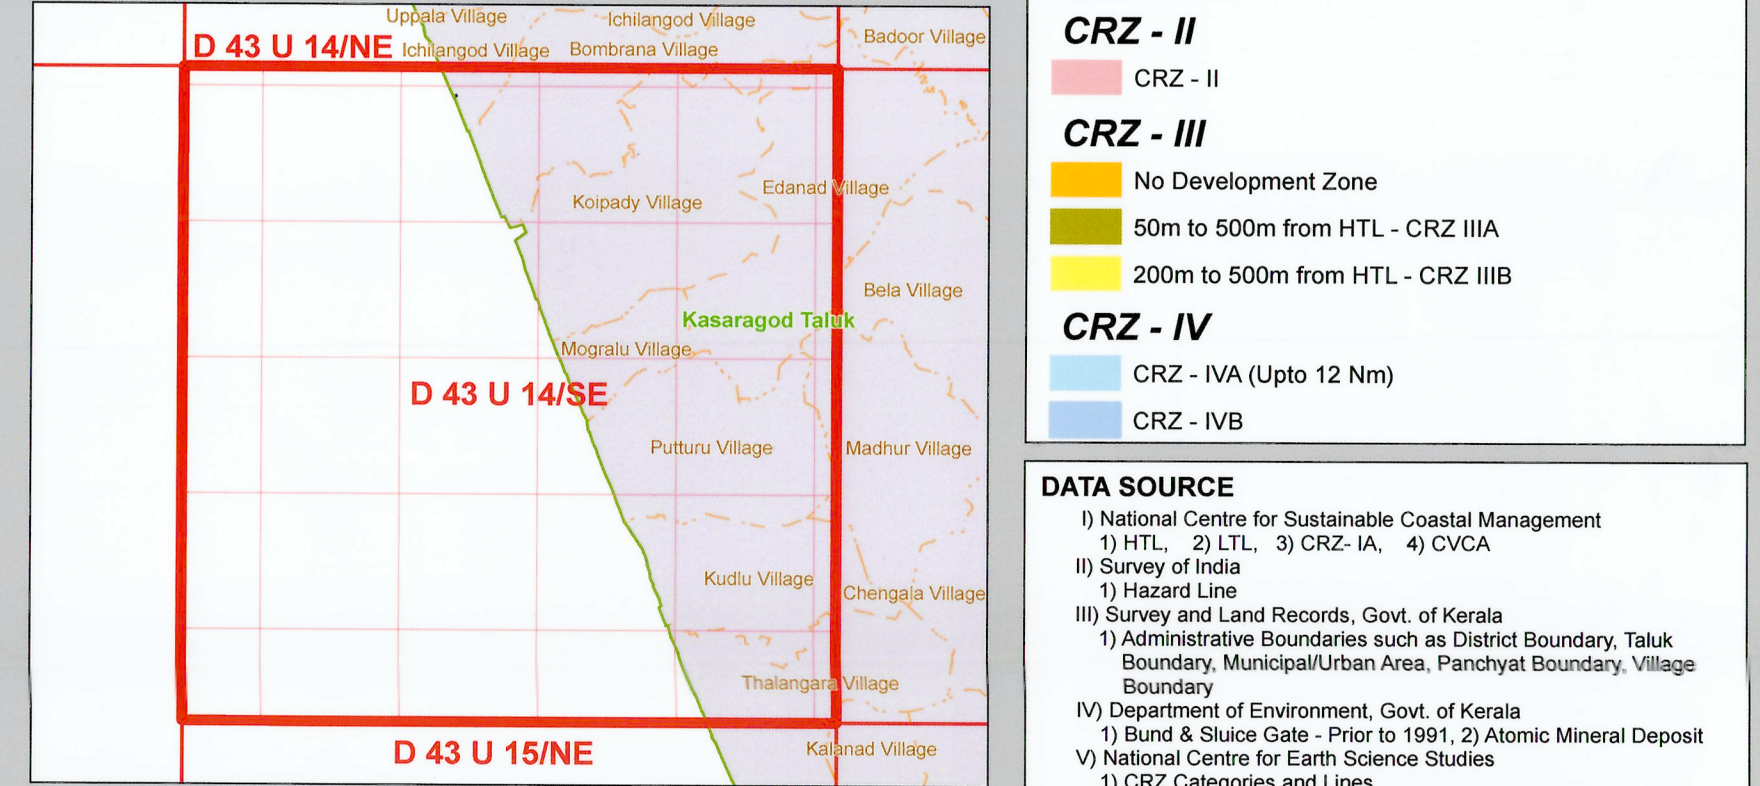 Uppala Village
Ichilangod Village
Badoor Village
D 43 U 14/NE
Ichilangod Village
Bombrana Village
Edanad Village
Koipady Village
Bela Village
Kasaragod Taluk
Mogralu Village
D 43 U 14/SE
Putturu Village
Madhur Village
Kudlu Village
Chengala Village
Thalangara Village
D 43 U 15/NE
Kalanad Village
CRZ - II
CRZ - II
CRZ - III
No Development Zone
50m to 500m from HTL - CRZ IIIA
200m to 500m from HTL - CRZ IIIB
CRZ - IV
CRZ - IVA (Upto 12 Nm)
CRZ - IVB
DATA SOURCE
I) National Centre for Sustainable Coastal Management
1) HTL, 2) LTL, 3) CRZ- IA, 4) CVCA
II) Survey of India
1) Hazard Line
III) Survey and Land Records, Govt. of Kerala
1) Administrative Boundaries such as District Boundary, Taluk
Boundary, Municipal/Urban Area, Panchyat Boundary, Village
Boundary
IV) Department of Environment, Govt. of Kerala
1) Bund & Sluice Gate - Prior to 1991, 2) Atomic Mineral Deposit
V) National Centre for Earth Science Studies
1) CRZ Categories and Lines